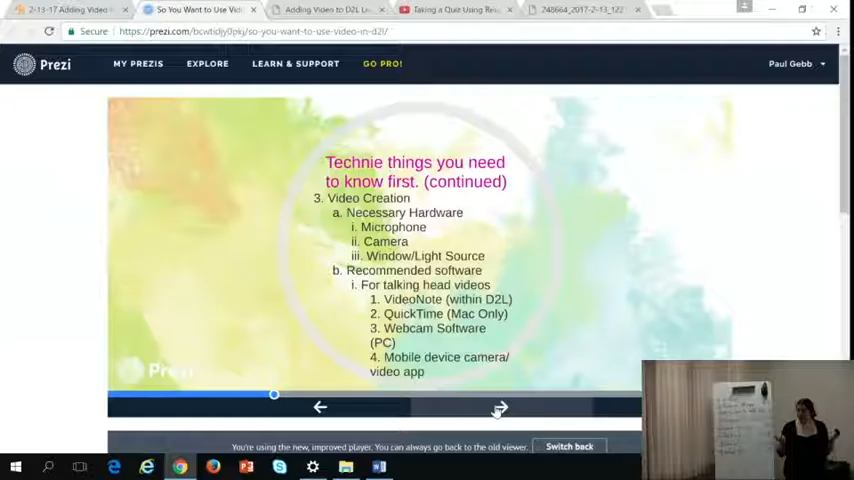 2-13-17 Adding Video
So You Want to Use Vid
Adding Video to D2L Le
Taking a Quiz Using Res
248664_2017-2-13_122
Secure
https://prezi.com/bcwtidjy0pkj/so-you-want-to-use-video-in-d2l/
Prezi
MY PREZIS
EXPLORE
LEARN & SUPPORT
GO PRO!
Paul Gebb
Technie things you need
to know first. (continued)
3. Video Creation
a. Necessary Hardware
i. Microphone
ii. Camera
iii. Window/Light Source
b. Recommended software
i. For talking head videos
1. VideoNote (within D2L)
2. QuickTime (Mac Only)
3. Webcam Software
(PC)
4. Mobile device camera/
video app
Prezi
You're using the new, improved player. You can always go back to the old viewer.
Switch back